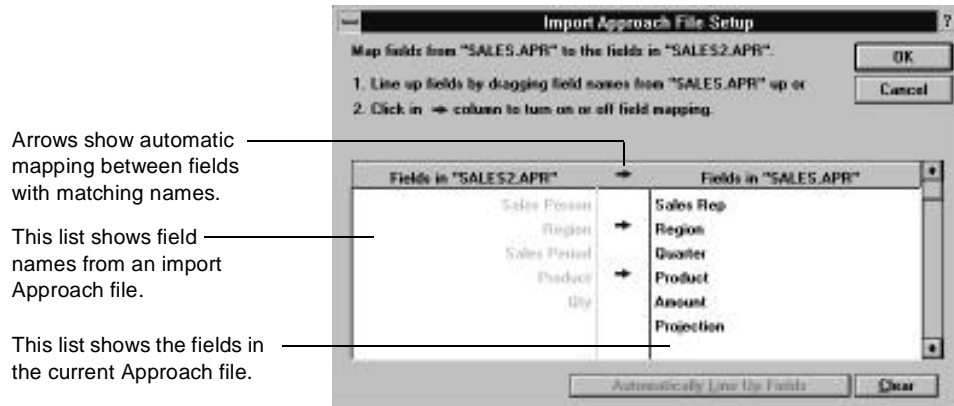 Import Approach File Setup
?
Map fields from "SALES.APR" to the fields in "SALES2.APR".
OK
1. Line up fields by dragging field names from "SALES.APR" up or
Cancel
2. Click in ➔ column to turn on or off field mapping.
Arrows show automatic
mapping between fields
with matching names.
Fields in "SALES2.APR" ➔ Fields in "SALES.APR"
Sales Person Sales Rep
Region ➔ Region
Sales Period Quarter
Product ➔ Product
Qty Amount
Projection
This list shows field
names from an import
Approach file.
This list shows the fields in
the current Approach file.
Automatically Line Up Fields
Clear